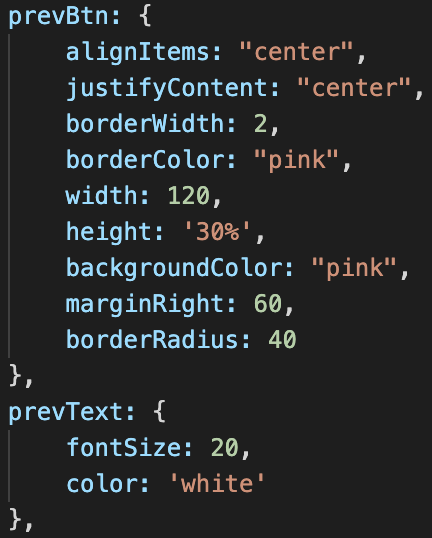 prevBtn: {
    alignItems: "center",
    justifyContent: "center",
    borderWidth: 2,
    borderColor: "pink",
    width: 120,
    height: '30%',
    backgroundColor: "pink",
    marginRight: 60,
    borderRadius: 40
},
prevText: {
    fontSize: 20,
    color: 'white'
},